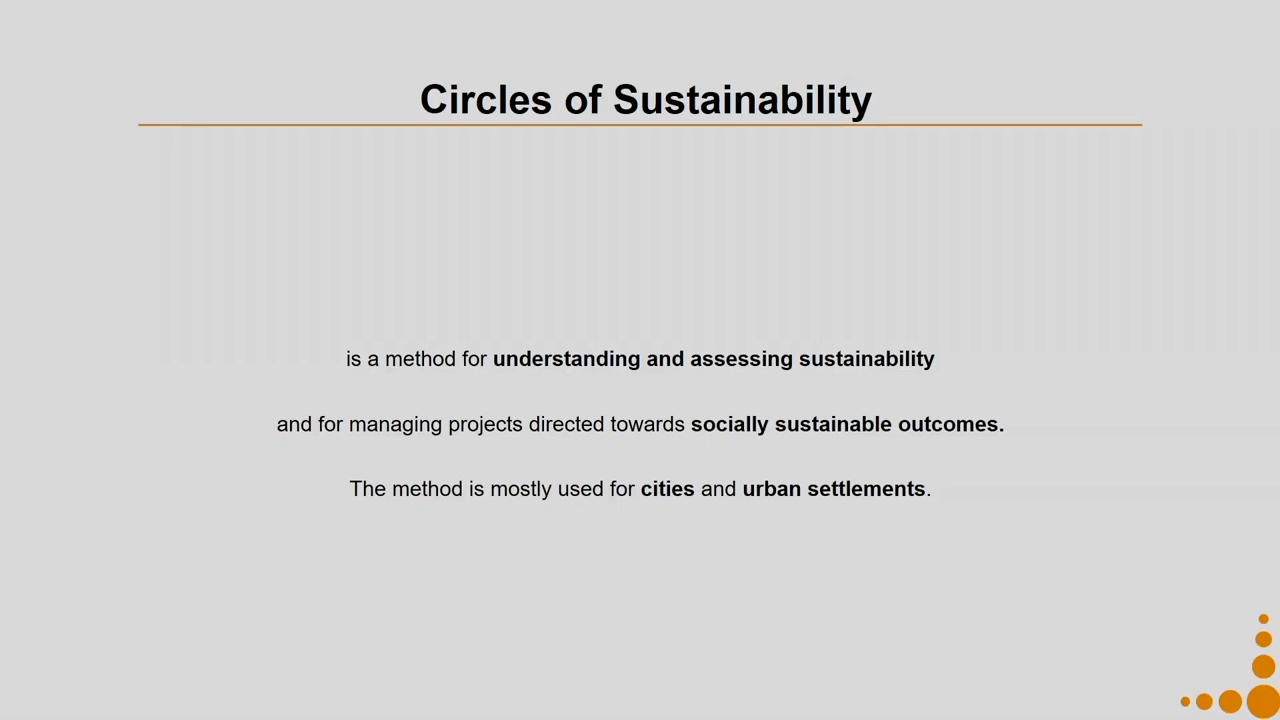 Circles of Sustainability
is a method for understanding and assessing sustainability
and for managing projects directed towards socially sustainable outcomes.
The method is mostly used for cities and urban settlements.